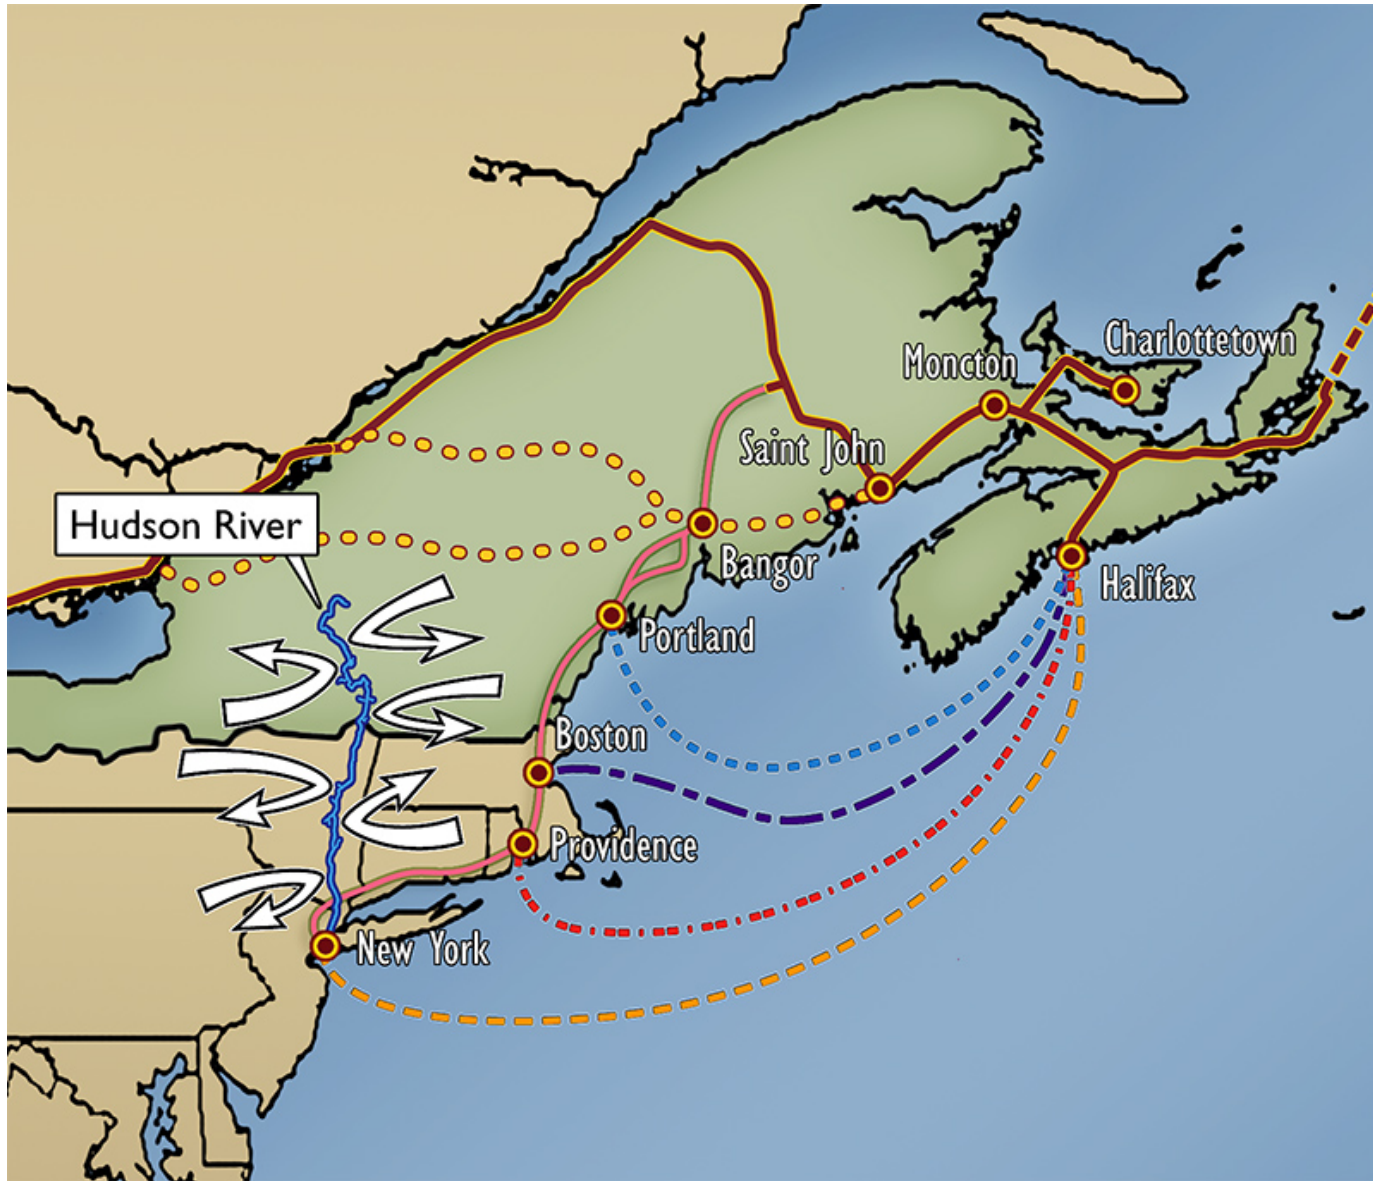 Charlottetown
Moncton
Saint John
Hudson River
Bangor
Halifax
Portland
Boston
Providence
New York